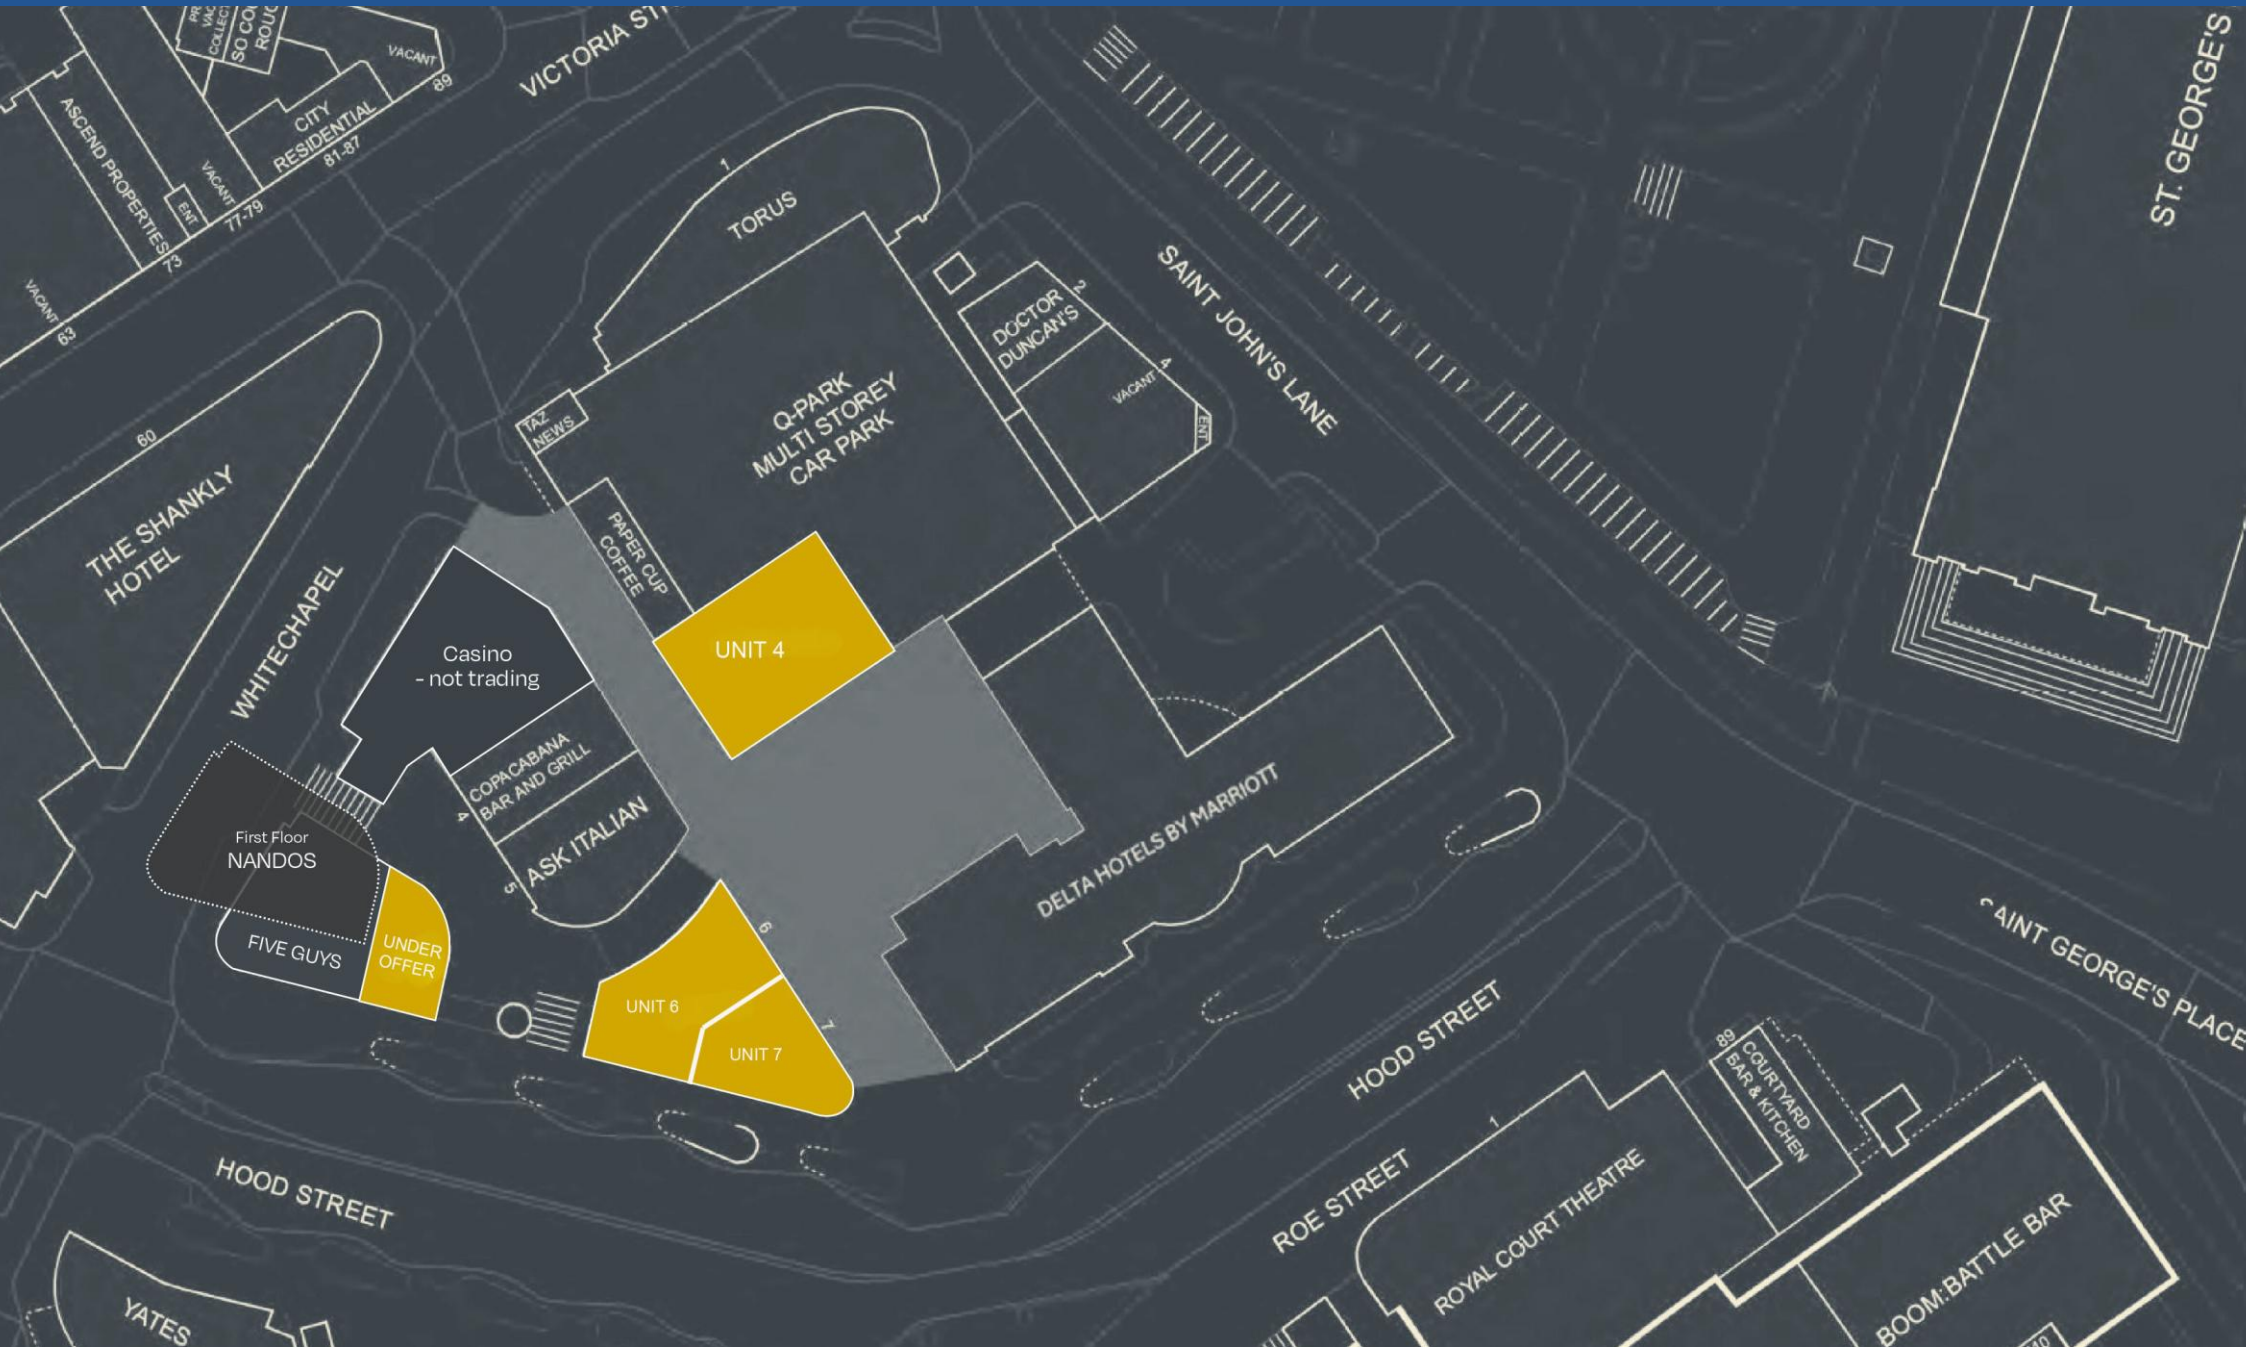 VICTORIA
ST. GEORGE'S
SO
VACANT
89
CITY
RESIDENTIAL
81-87
ASCEND PROPERTIES
ENT
VACANT
77-79
73
VACANT
63
1
TORUS
2
DOCTOR
DUNCAN'S
SAINT JOHN'S LANE
4
VACANT
ENT
Q-PARK
MULTI STOREY
CAR PARK
TAZ
NEWS
60
THE SHANKLY
HOTEL
PAPER CUP
COFFEE
WHITECHAPEL
UNIT 4
Casino
- not trading
COPACABANA
BAR AND GRILL
4
ASK ITALIAN
5
First Floor
NANDOS
FIVE GUYS
UNDER
OFFER
6
UNIT 6
7
UNIT 7
DELTA HOTELS BY MARRIOTT
SAINT GEORGE'S PLACE
HOOD STREET
89
COURTYARD
BAR & KITCHEN
1
ROE STREET
ROYAL COURT THEATRE
BOOM:BATTLE BAR
HOOD STREET
YATES